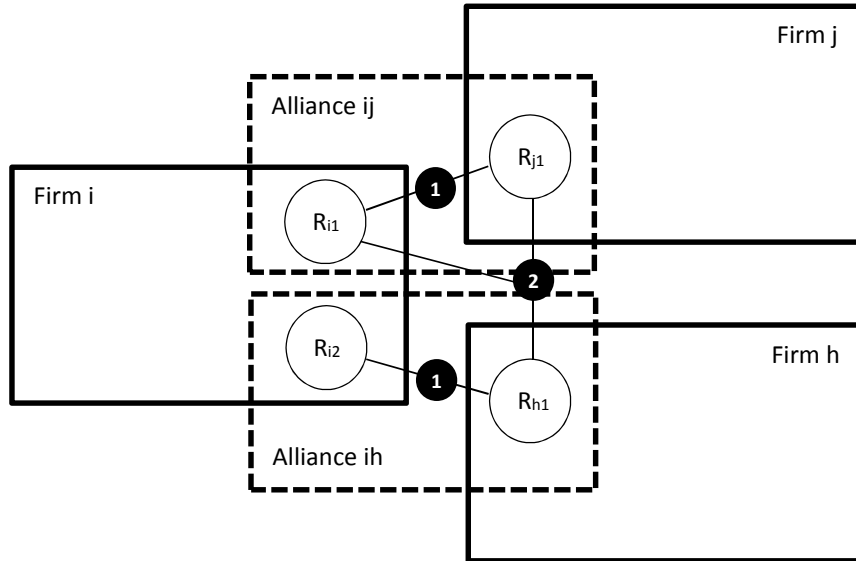 Firm j
Alliance ij
Rj1
1
Firm i
Ri1
2
Ri2
Firm h
1
Rh1
Alliance ih